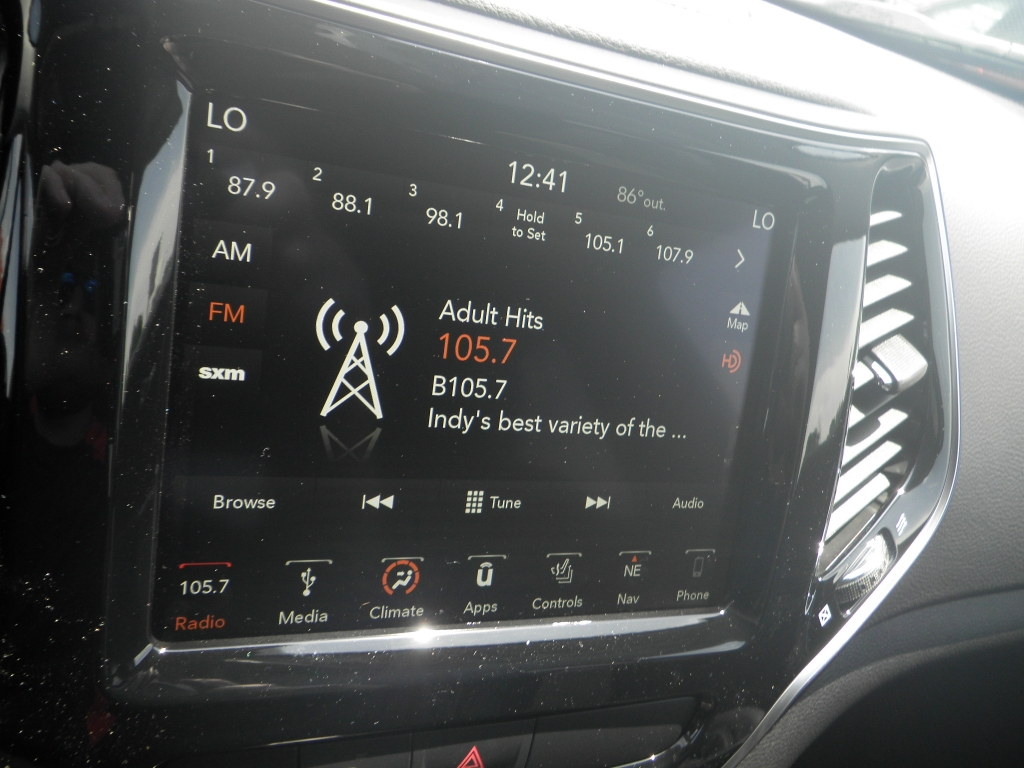 LO
12:41
86°out.
LO
1 87.9
2 88.1
3 98.1
4 Hold
to Set
5 105.1
6 107.9
AM
FM
sxm
Adult Hits
105.7
B105.7
Indy's best variety of the ...
Map
HD
Browse
Tune
Audio
105.7
NE
Radio
Media
Climate
Apps
Controls
Nav
Phone